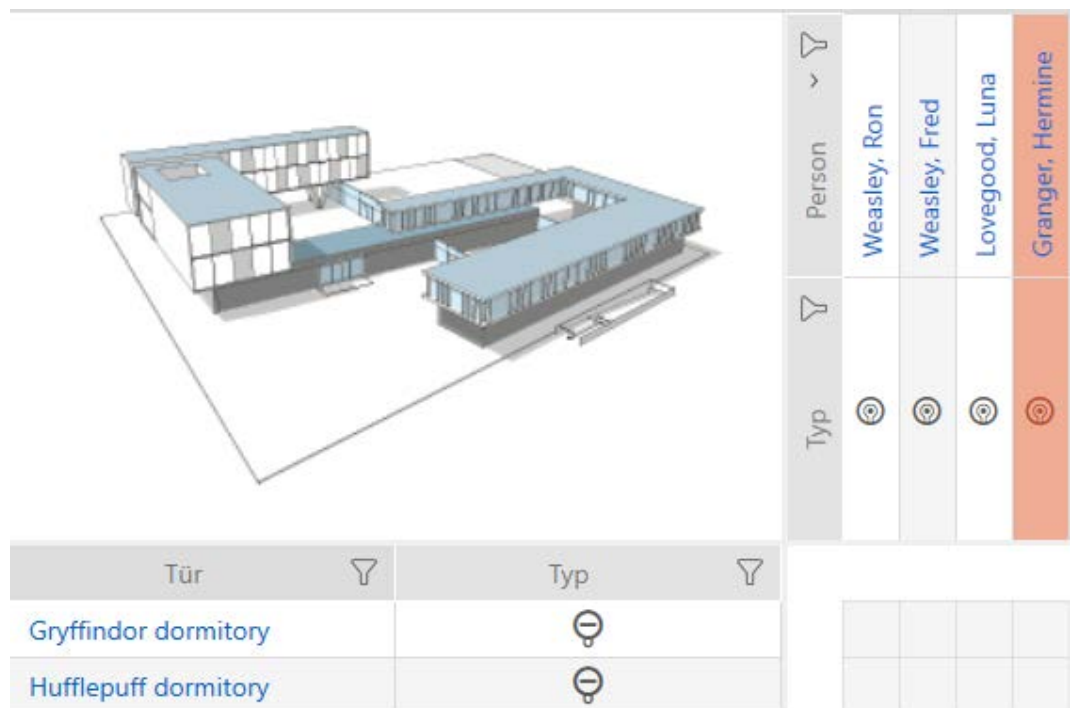 Person
Weasley, Ron
Weasley, Fred
Lovegood, Luna
Granger, Hermine
Typ
Tür
Typ
Gryffindor dormitory
Hufflepuff dormitory